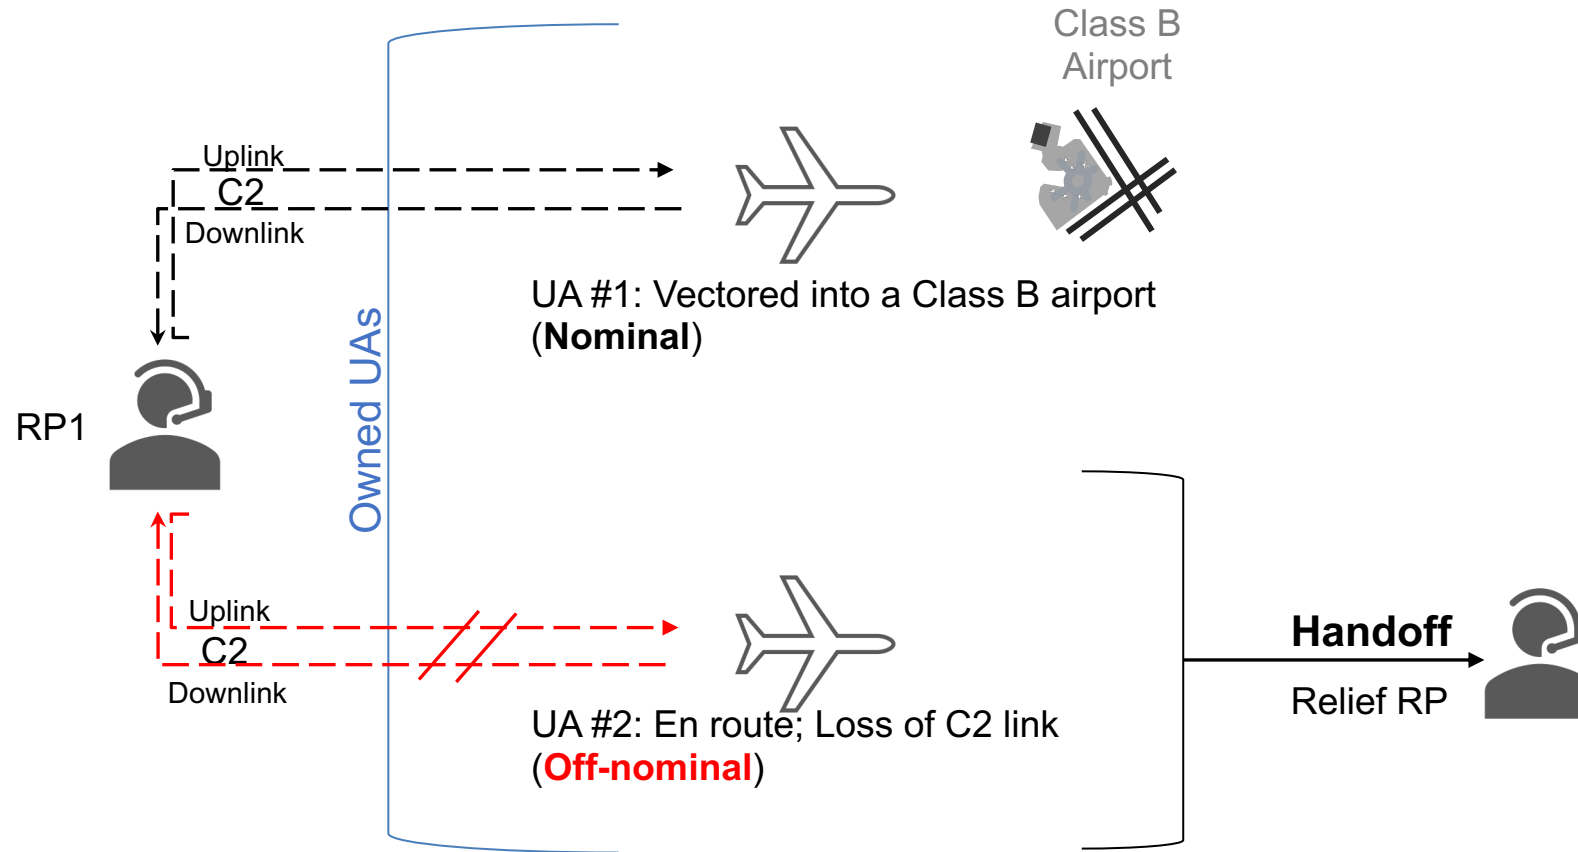 Class B
Airport
Uplink
C2
Downlink
UA #1: Vectored into a Class B airport
(Nominal)
Owned UAs
RP1
Uplink
C2
Downlink
UA #2: En route; Loss of C2 link
(Off-nominal)
Handoff
Relief RP